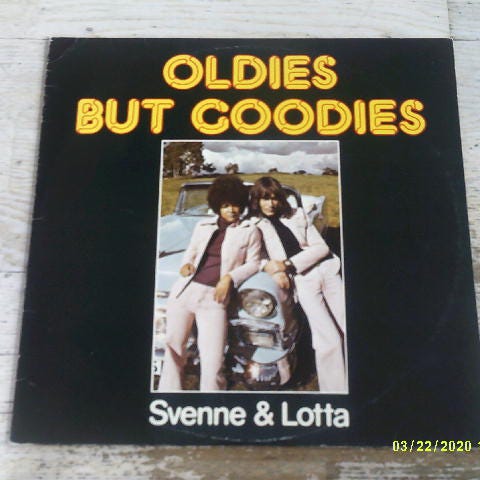 OLDIES
BUT GOODIES
Svenne & Lotta
03/22/2020